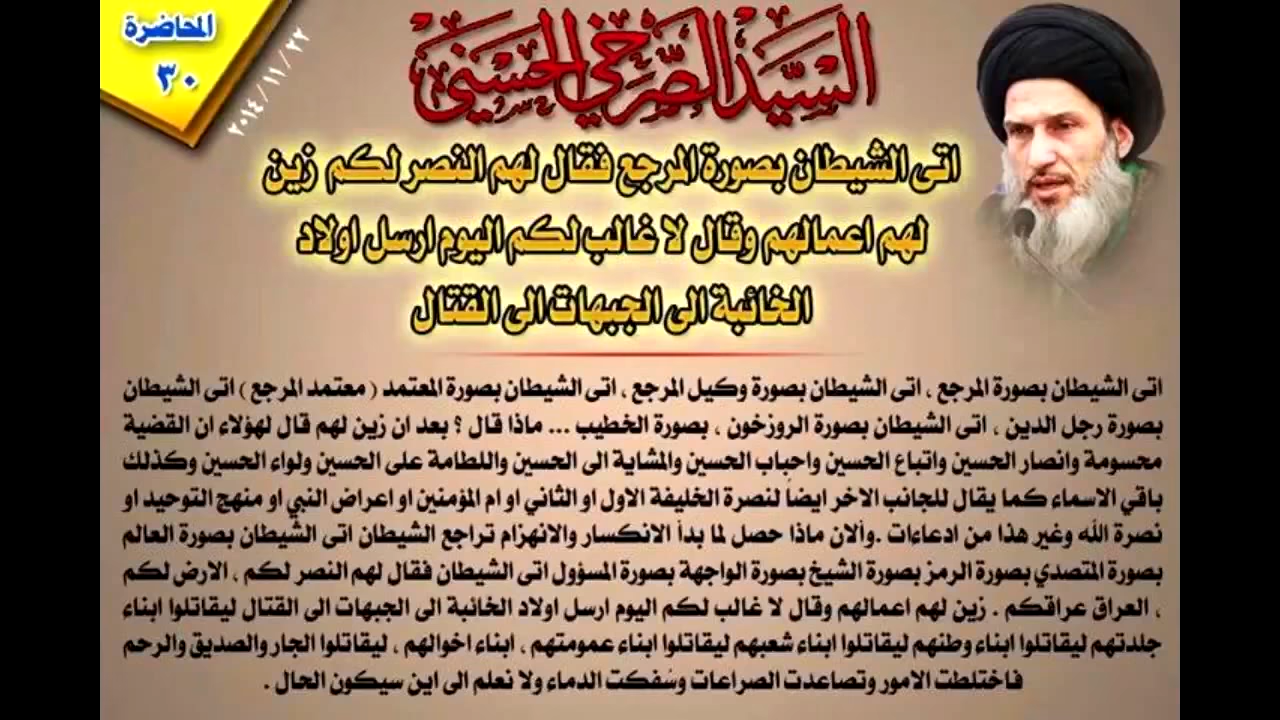 المحاضرة
٣٠
٢٠١٤/١١/٢٢
السيد الصرخي الحسني
اتى الشيطان بصورة المرجع فقال لهم النصر لكم زين
لهم اعمالهم وقال لا غالب لكم اليوم ارسل اولاد
الخائبة الى الجبهات الى القتال
اتى الشيطان بصورة المرجع ، اتى الشيطان بصورة وكيل المرجع ، اتى الشيطان بصورة المعتمد ( معتمد المرجع ) اتى الشيطان
بصورة رجل الدين ، اتى الشيطان بصورة الروزخون ، بصورة الخطيب ... ماذا قال ؟ بعد ان زين لهم قال لهؤلاء ان القضية
محسومة وانصار الحسين واتباع الحسين واحباب الحسين والمشاية الى الحسين واللطامة على الحسين ولواء الحسين وكذلك
باقي الاسماء كما يقال للجانب الاخر ايضاً لنصرة الخليفة الاول او الثاني او ام المؤمنين او اعراض النبي او منهج التوحيد او
نصرة الله وغير هذا من ادعاءات .وألان ماذا حصل لما بدأ الانكسار والانهزام تراجع الشيطان اتى الشيطان بصورة العالم
بصورة المتصدي بصورة الرمز بصورة الشيخ بصورة الواجهة بصورة المسؤول اتى الشيطان فقال لهم النصر لكم ، الارض لكم
، العراق عراقكم . زين لهم اعمالهم وقال لا غالب لكم اليوم ارسل اولاد الخائبة الى الجبهات الى القتال ليقاتلوا ابناء
جلدتهم ليقاتلوا ابناء وطنهم ليقاتلوا ابناء شعبهم ليقاتلوا ابناء عمومتهم ، ابناء اخوالهم ، ليقاتلوا الجار والصديق والرحم
فاختلطت الامور وتصاعدت الصراعات وسُفكت الدماء ولا نعلم الى اين سيكون الحال .